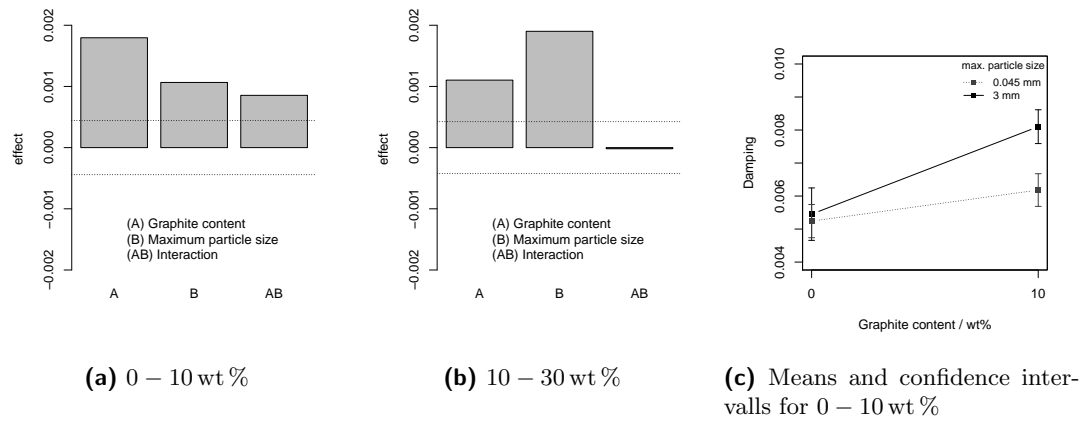 0.002
0.001
0.000
-0.001
-0.002
effect
(A) Graphite content
(B) Maximum particle size
(AB) Interaction
A B AB
(a) 0 – 10 wt %
0.002
0.001
0.000
-0.001
-0.002
effect
(A) Graphite content
(B) Maximum particle size
(AB) Interaction
A B AB
(b) 10 – 30 wt %
0.010
0.008
0.006
0.004
Damping
max. particle size
0.045 mm
3 mm
0 10
Graphite content / wt%
(c) Means and confidence inter-
valls for 0 – 10 wt %